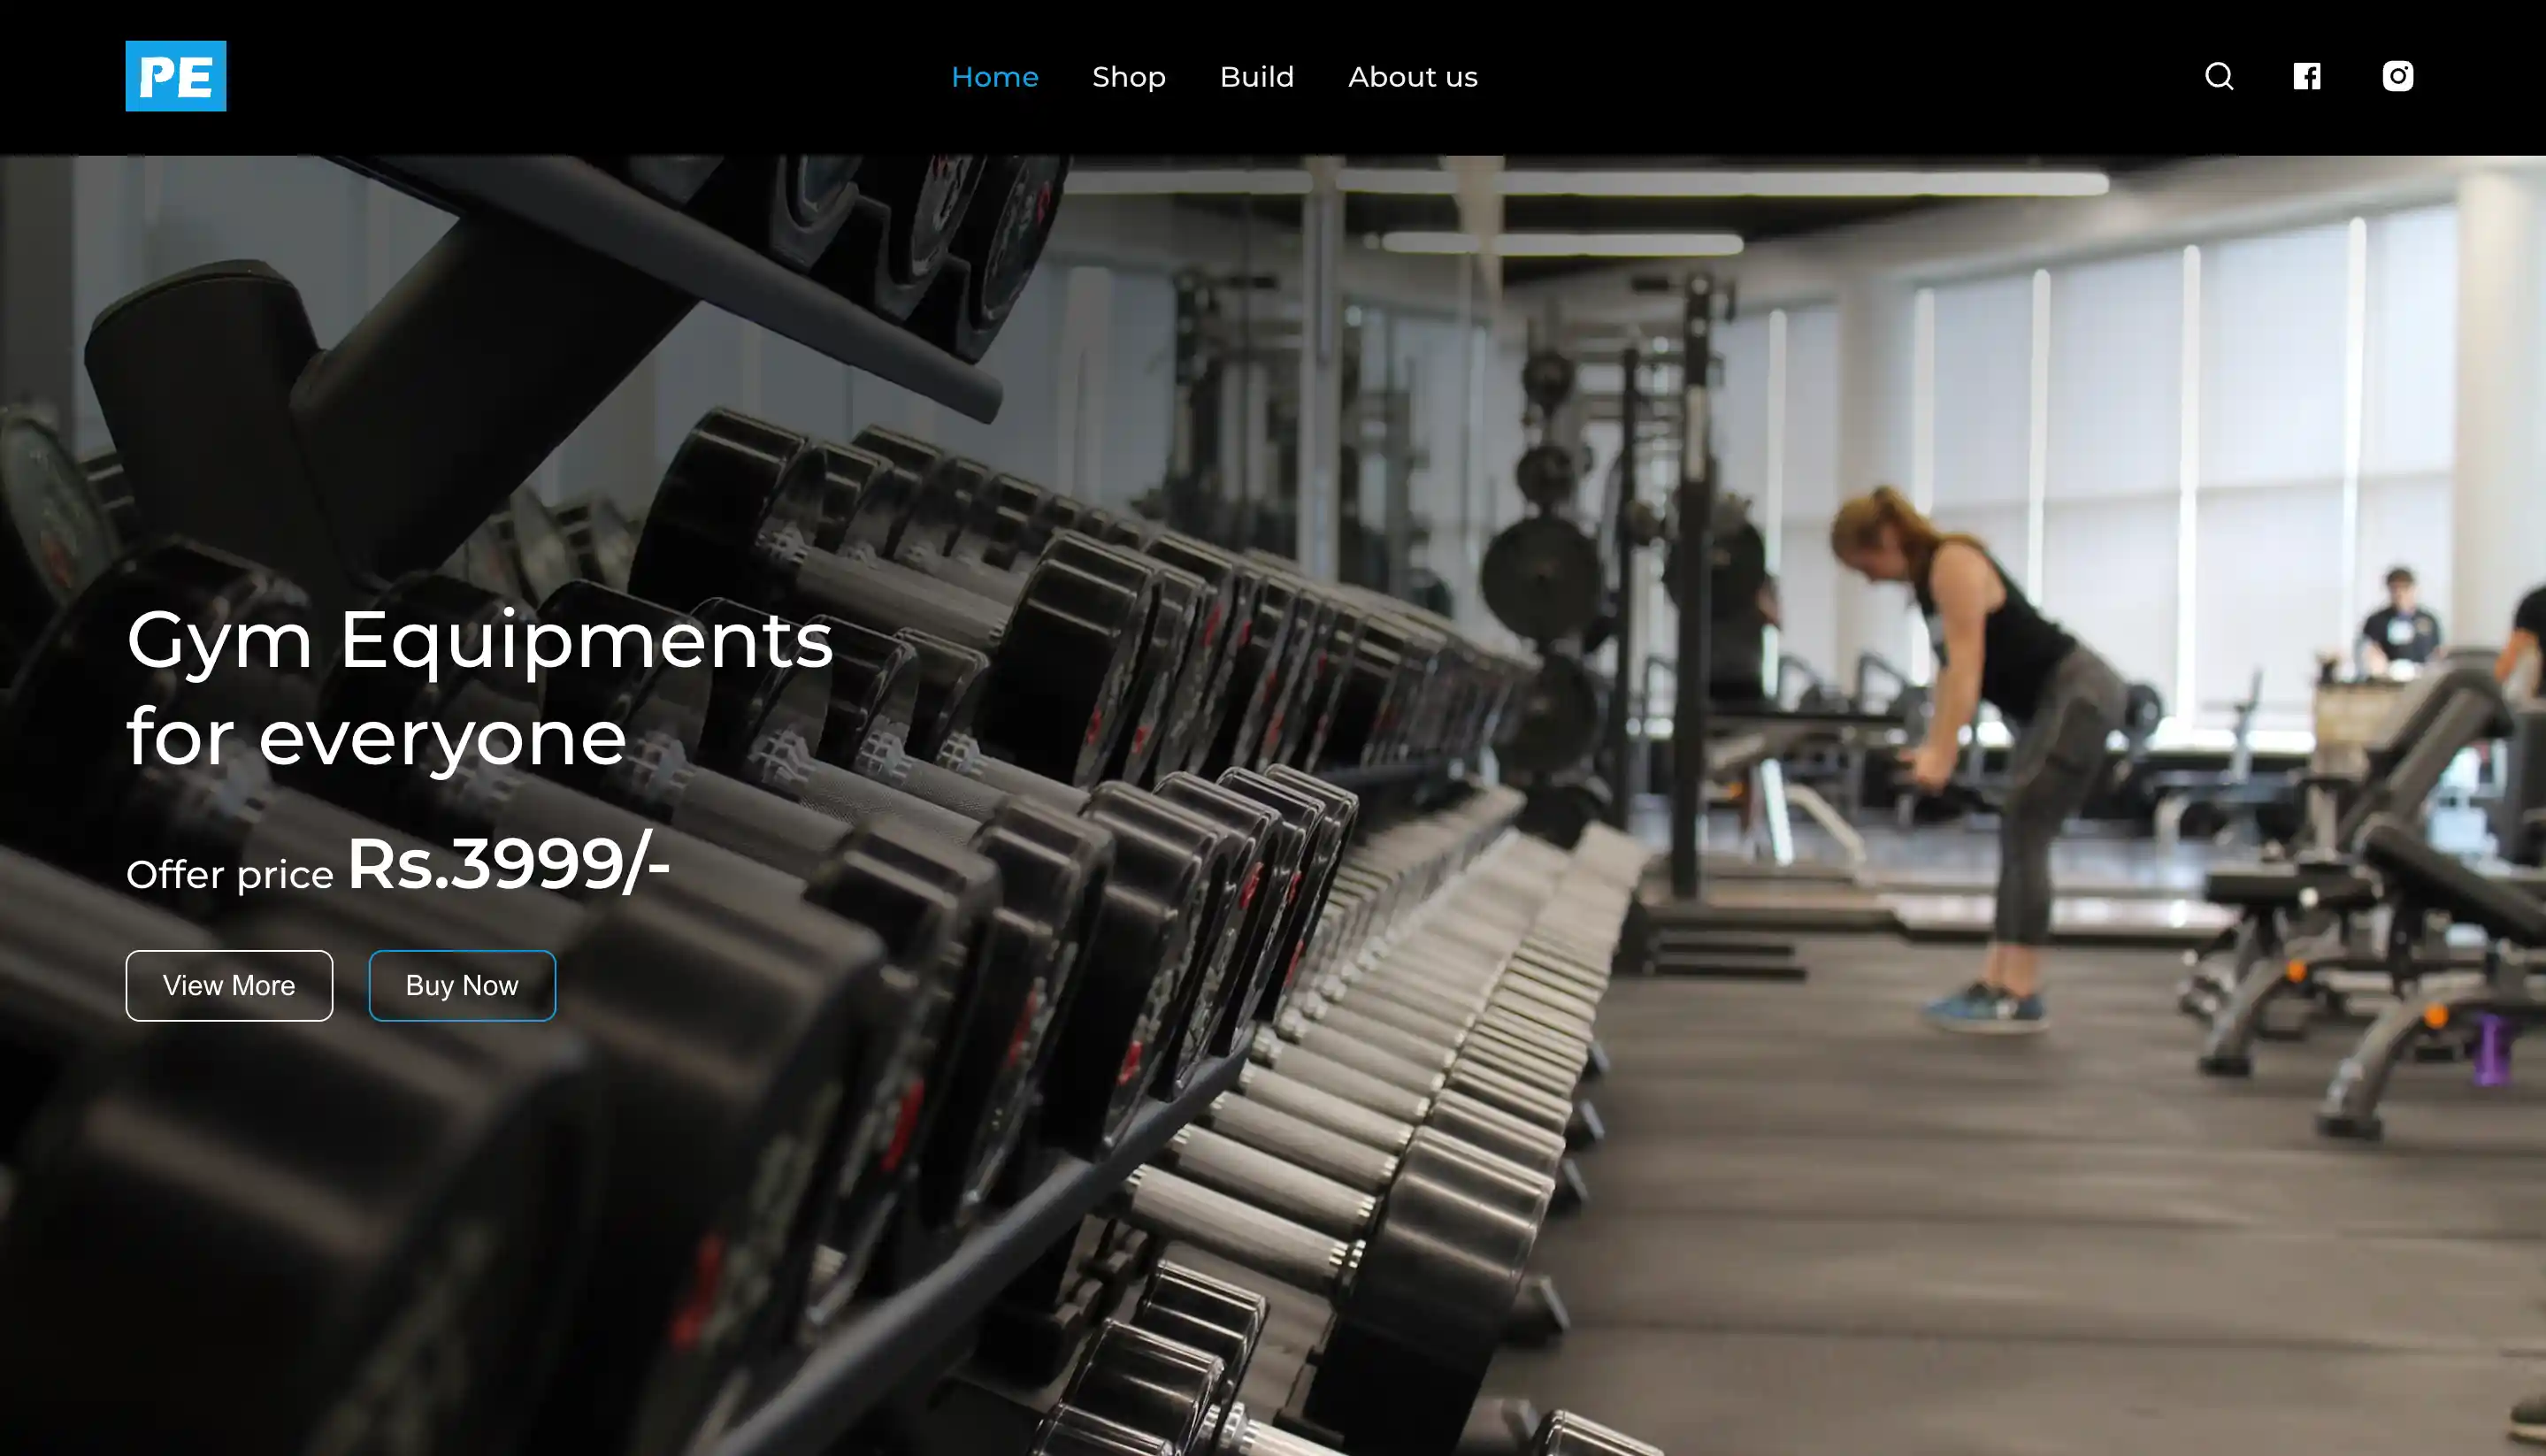 PE
Home Shop Build About us
Gym Equipments
for everyone
Offer price Rs.3999/-
View More Buy Now